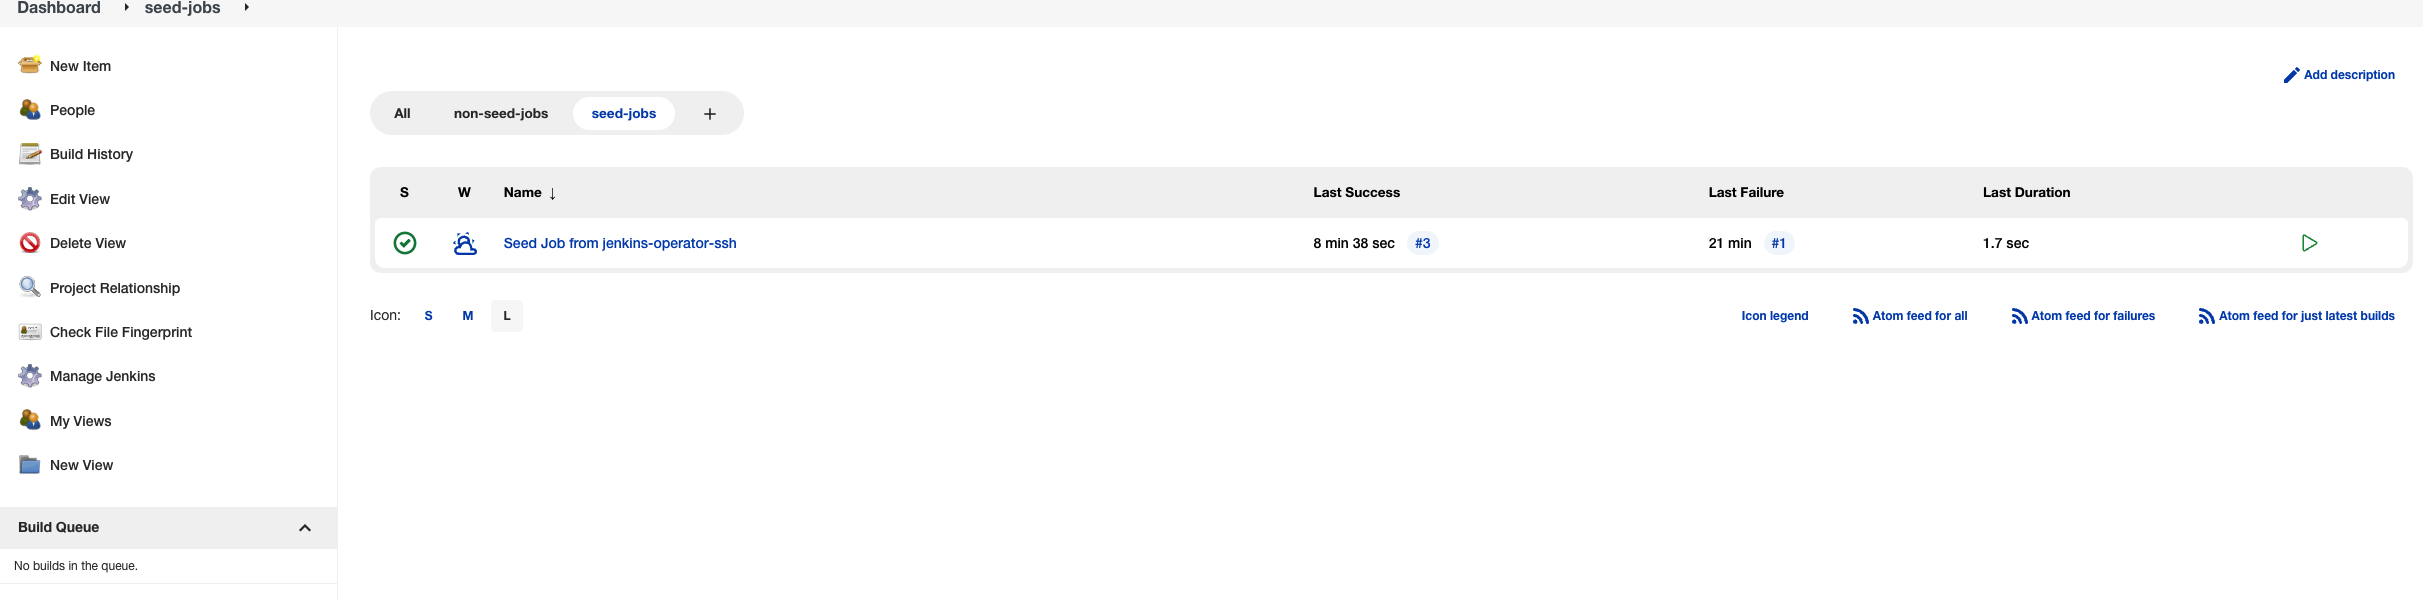 Dashboard seed-jobs
New Item
People
Build History
Edit View
Delete View
Project Relationship
Check File Fingerprint
Manage Jenkins
My Views
New View
Build Queue
No builds in the queue.
Add description
All non-seed-jobs seed-jobs +
S W Name ↓ Last Success Last Failure Last Duration
Seed Job from jenkins-operator-ssh 8 min 38 sec #3 21 min #1 1.7 sec
Icon: S M L Icon legend Atom feed for all Atom feed for failures Atom feed for just latest builds